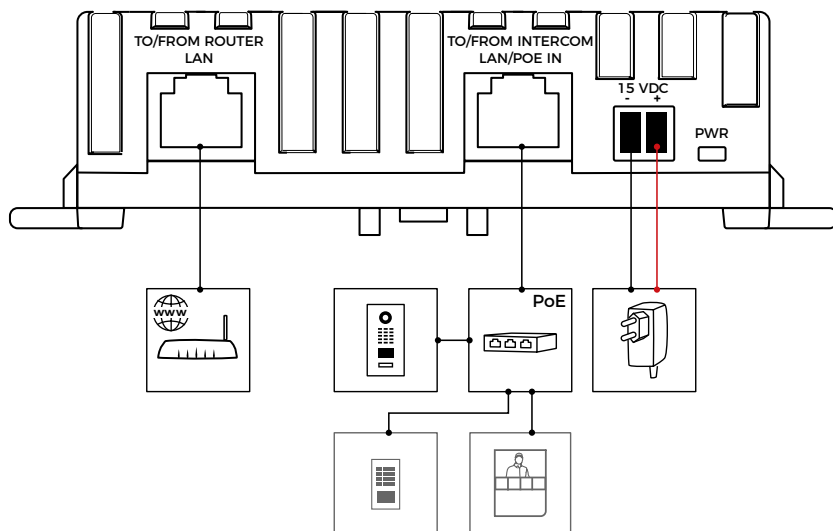 TO/FROM ROUTER
LAN
TO/FROM INTERCOM
LAN/POE IN
15 VDC
- +
PWR
www
PoE